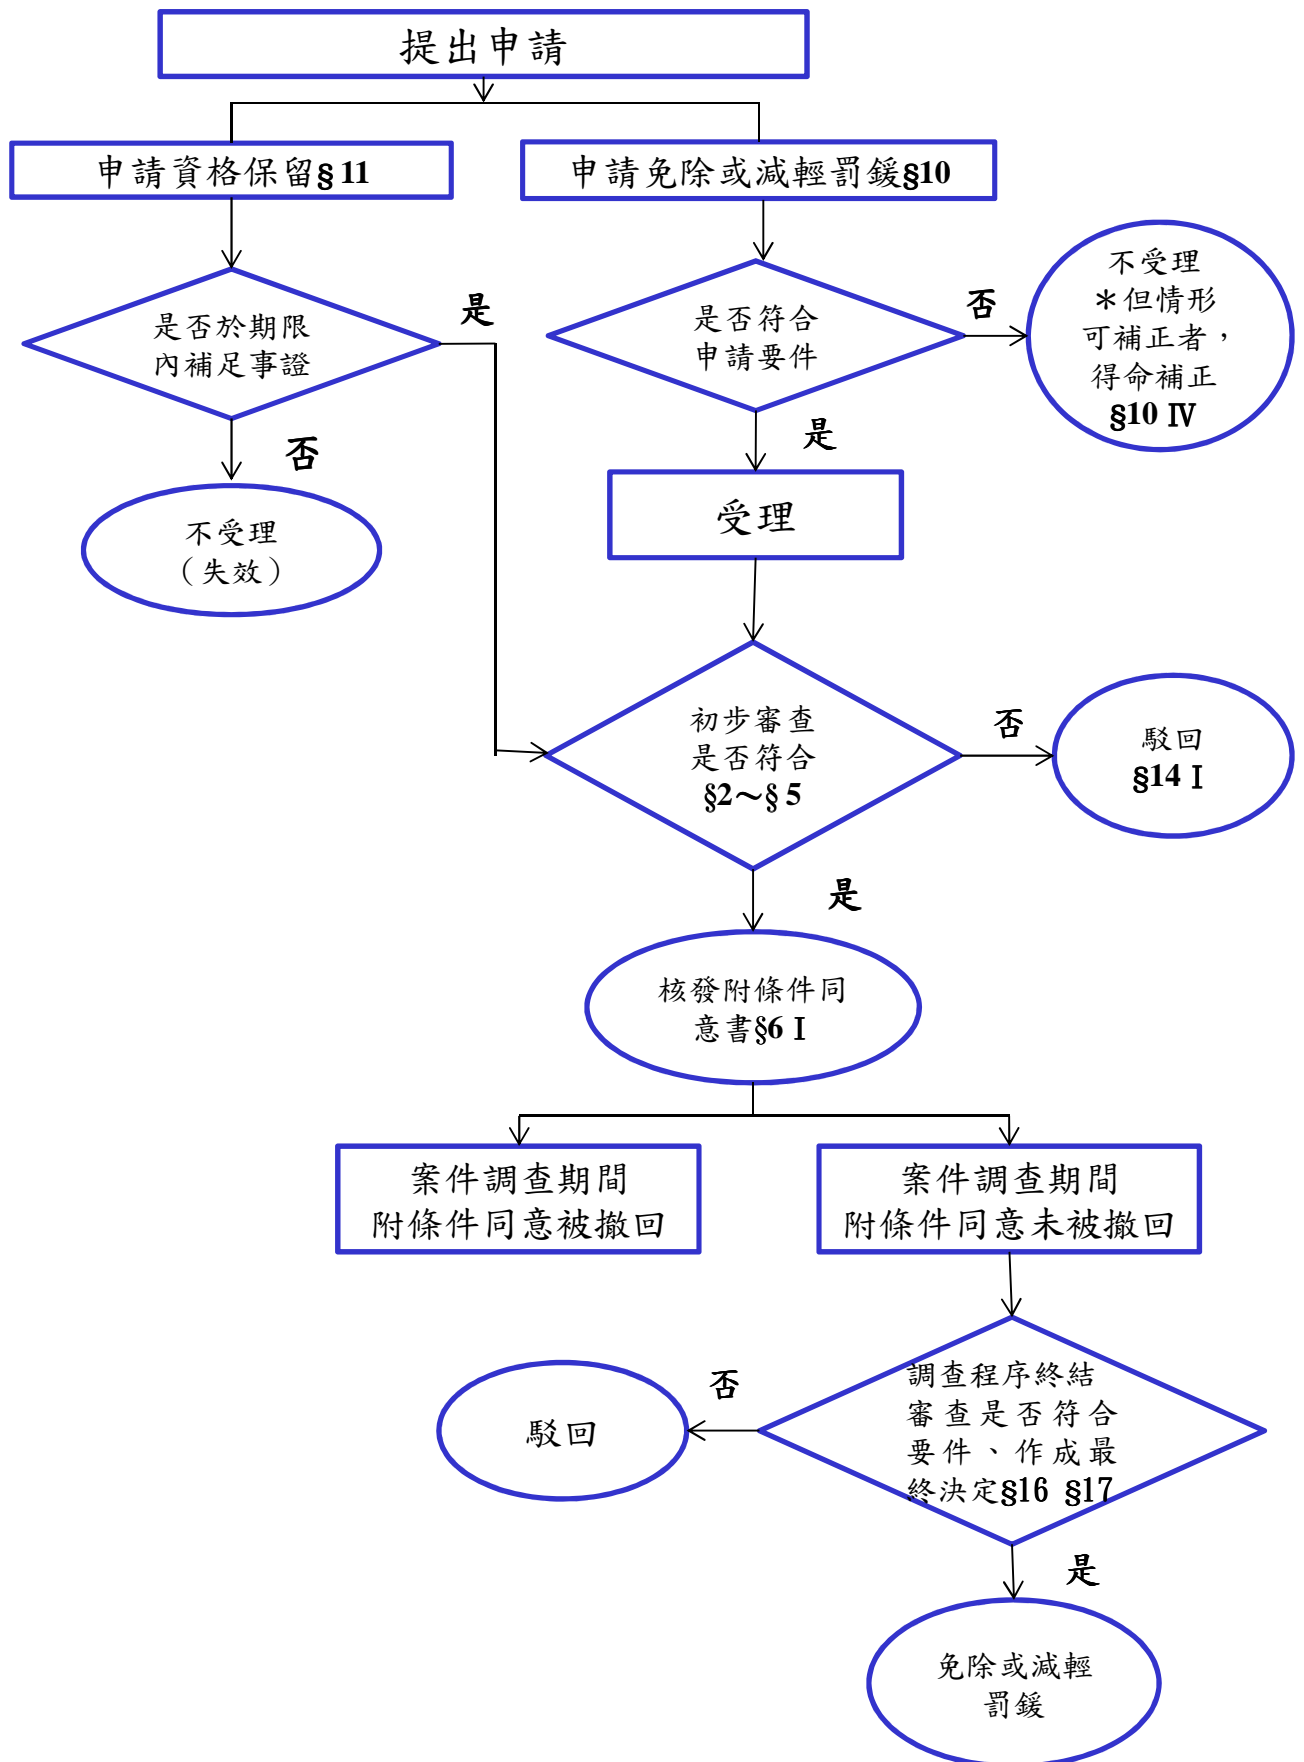 提出申請
申請資格保留§11
申請免除或減輕罰鍰§10
是否於期限
內補足事證
是
否
不受理
（失效）
是否符合
申請要件
否
不受理
＊但情形
可補正者，
得命補正
§10 Ⅳ
是
受理
初步審查
是否符合
§2～§5
否
駁回
§14 Ⅰ
是
核發附條件同
意書§6 Ⅰ
案件調查期間
附條件同意被撤回
案件調查期間
附條件同意未被撤回
調查程序終結
審查是否符合
要件、作成最
終決定§16 §17
否
駁回
是
免除或減輕
罰鍰